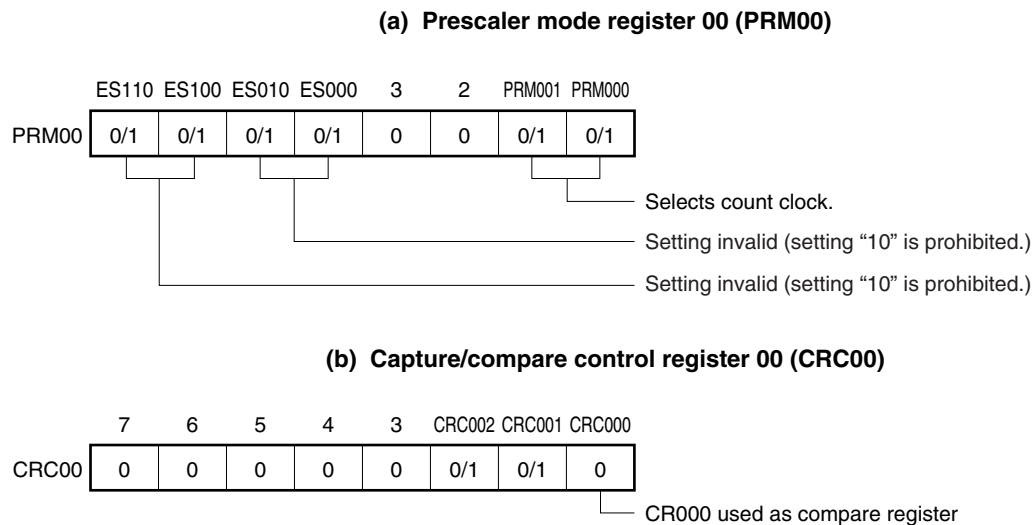 (a) Prescaler mode register 00 (PRM00)
ES110 ES100 ES010 ES000 3 2 PRM001 PRM000
PRM00 0/1 0/1 0/1 0/1 0 0 0/1 0/1
Selects count clock.
Setting invalid (setting “10” is prohibited.)
Setting invalid (setting “10” is prohibited.)
(b) Capture/compare control register 00 (CRC00)
7 6 5 4 3 CRC002 CRC001 CRC000
CRC00 0 0 0 0 0 0/1 0/1 0
CR000 used as compare register